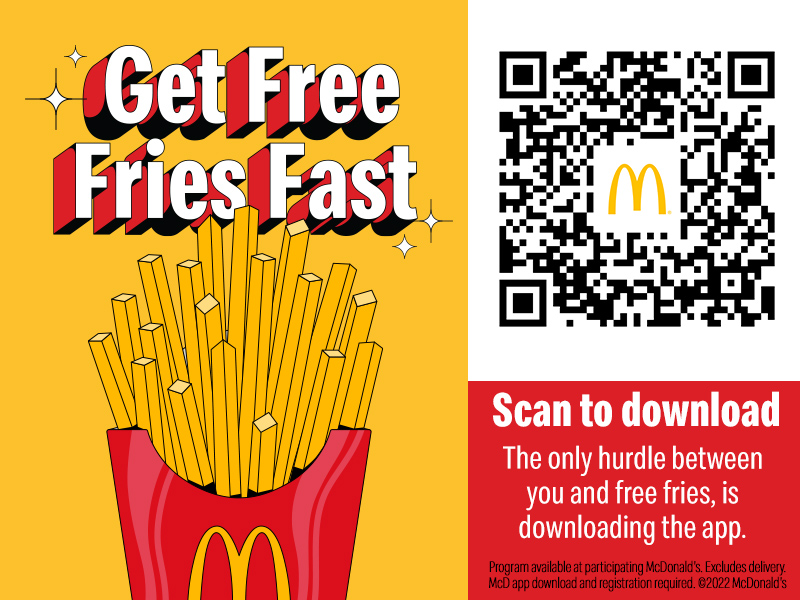 Get Free
Fries Fast
Scan to download
The only hurdle between
you and free fries, is
downloading the app.
Program available at participating McDonald's. Excludes delivery.
McD app download and registration required. ©2022 McDonald's